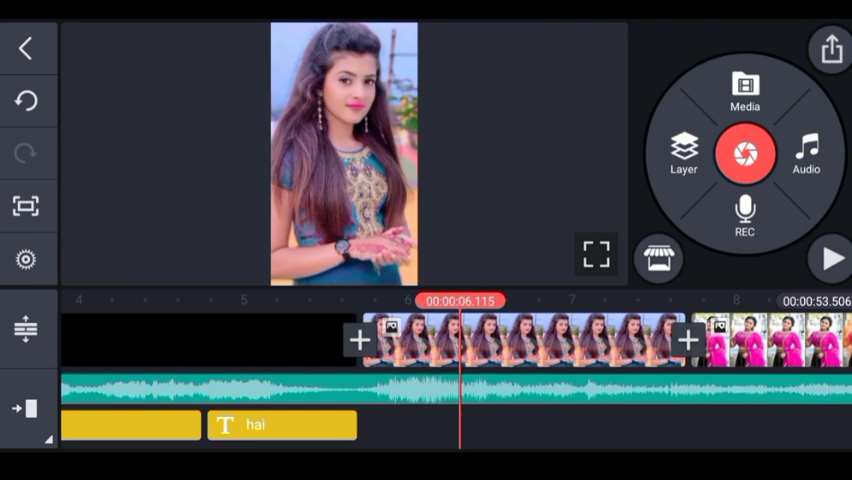 Media
Layer
Audio
REC
4
5
6
00:00:06.115
7
8
00:00:53.506
T hai